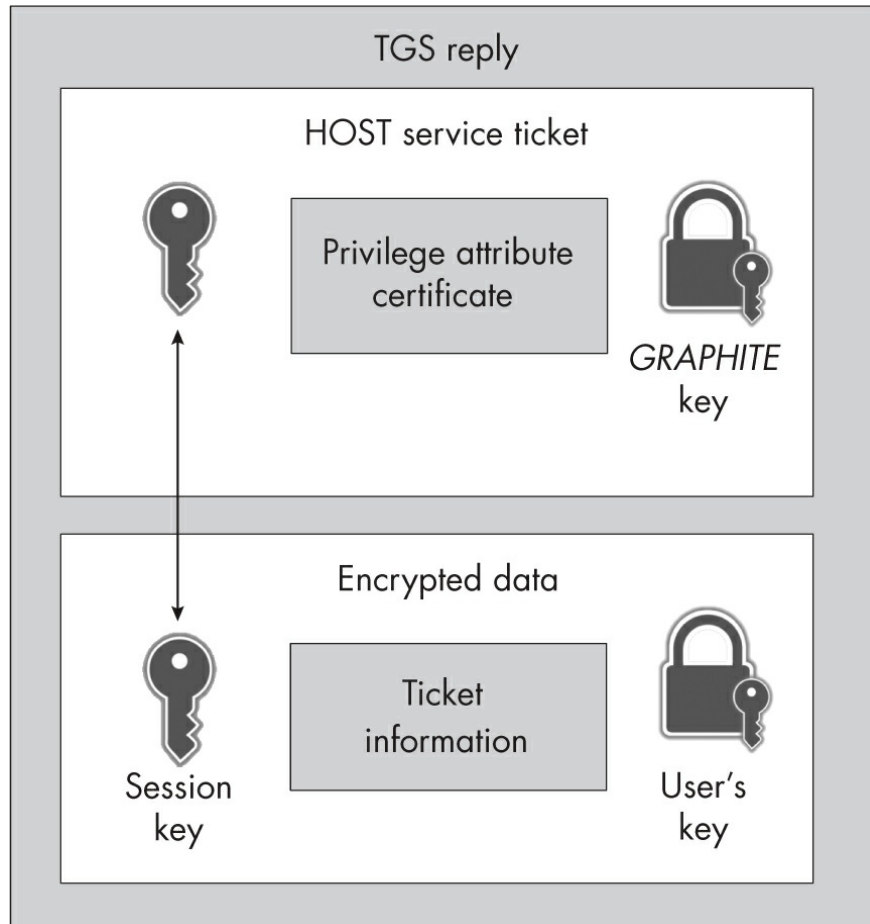 TGS reply
HOST service ticket
Privilege attribute
certificate
GRAPHITE
key
Encrypted data
Ticket
information
Session
key
User's
key